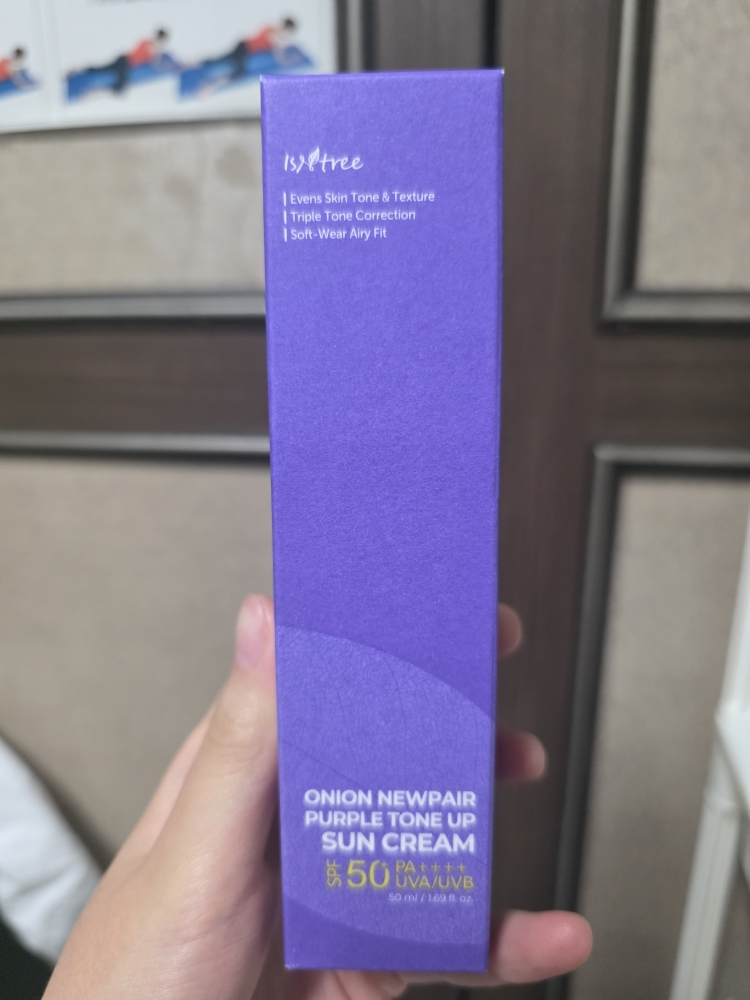 Isntree
Evens Skin Tone & Texture
Triple Tone Correction
Soft-Wear Airy Fit
ONION NEWPAIR
PURPLE TONE UP
SUN CREAM
SPF 50+ PA++++
UVA/UVB
50 ml / 1.69 fl. oz.